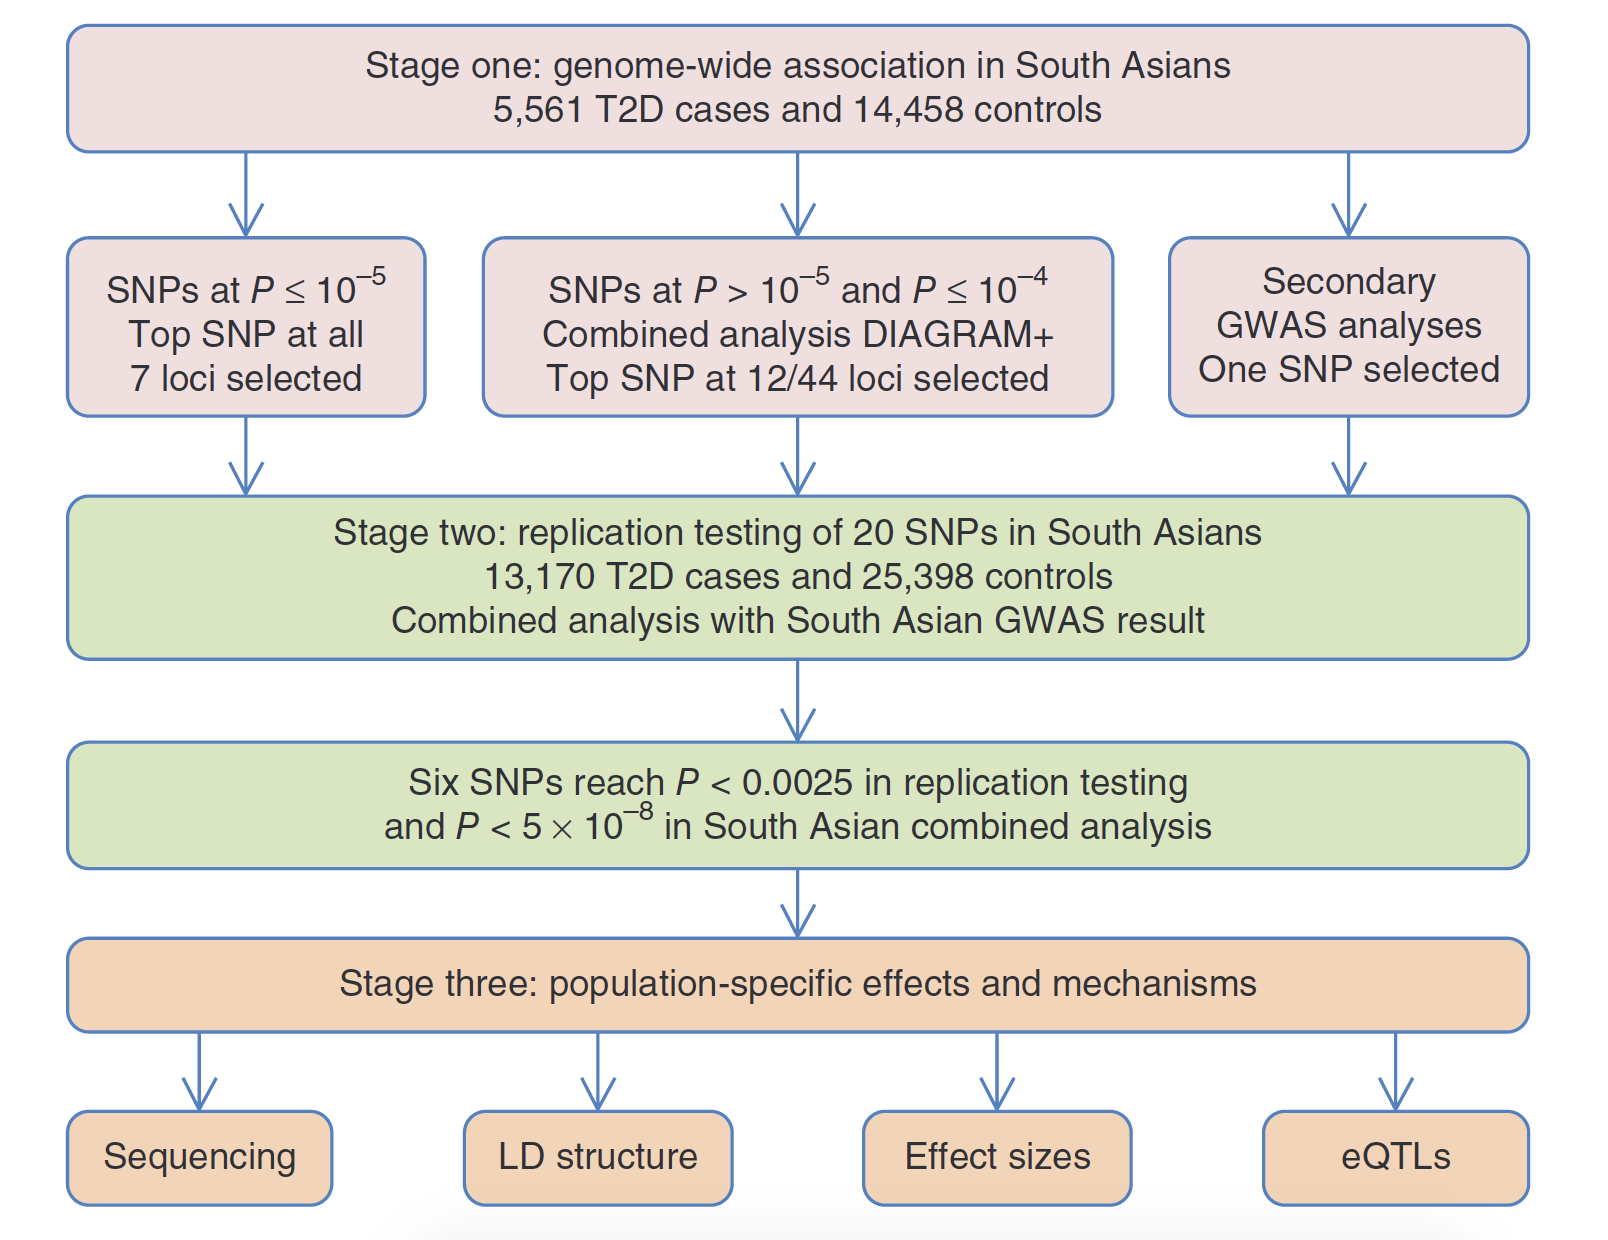 Stage one: genome-wide association in South Asians
5,561 T2D cases and 14,458 controls
SNPs at P ≤ 10⁻⁵
Top SNP at all
7 loci selected
SNPs at P > 10⁻⁵ and P ≤ 10⁻⁴
Combined analysis DIAGRAM+
Top SNP at 12/44 loci selected
Secondary
GWAS analyses
One SNP selected
Stage two: replication testing of 20 SNPs in South Asians
13,170 T2D cases and 25,398 controls
Combined analysis with South Asian GWAS result
Six SNPs reach P < 0.0025 in replication testing
and P < 5 × 10⁻⁸ in South Asian combined analysis
Stage three: population-specific effects and mechanisms
Sequencing
LD structure
Effect sizes
eQTLs